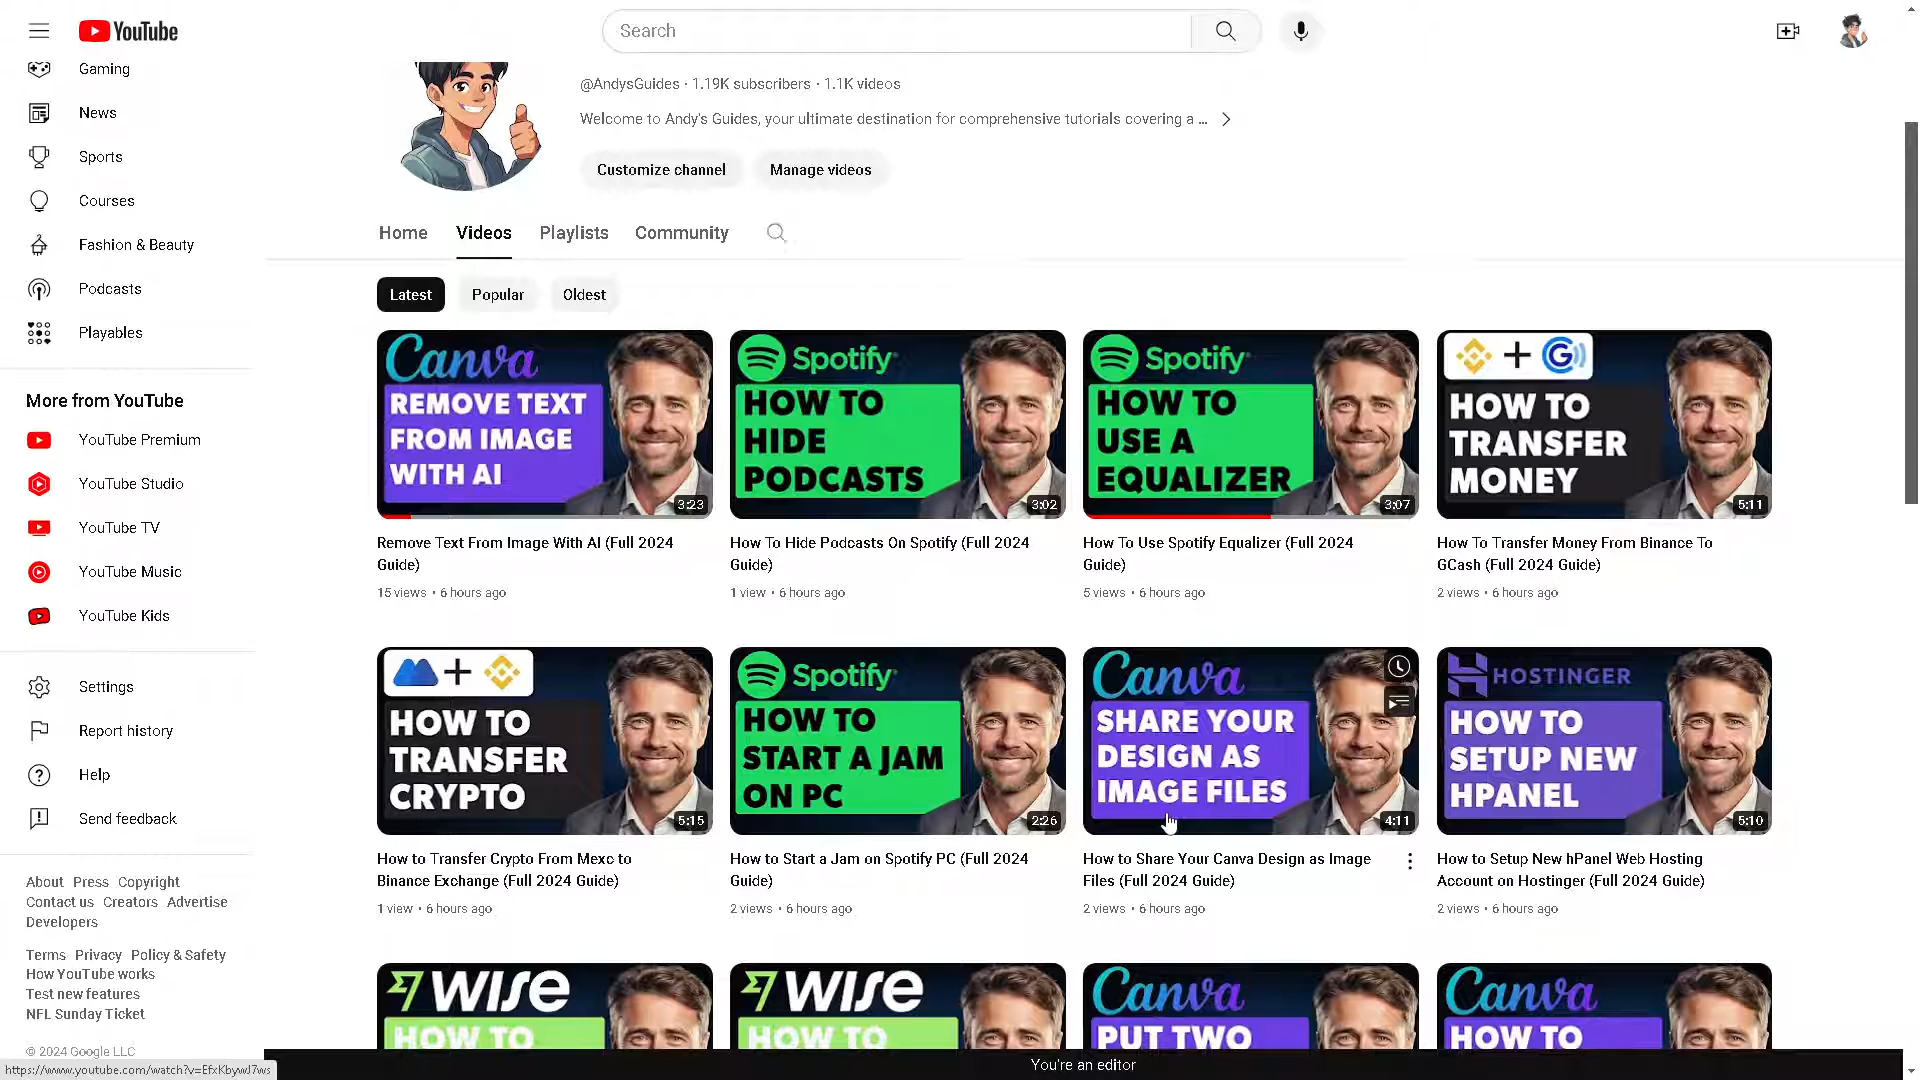 YouTube
Search
Gaming
News
Sports
Courses
Fashion & Beauty
Podcasts
Playables
More from YouTube
YouTube Premium
YouTube Studio
YouTube TV
YouTube Music
YouTube Kids
Settings
Report history
Help
Send feedback
About Press Copyright
Contact us Creators Advertise
Developers
Terms Privacy Policy & Safety
How YouTube works
Test new features
NFL Sunday Ticket
© 2024 Google LLC
https://www.youtube.com/watch?v=EfxKbywJ7ws
@AndysGuides · 1.19K subscribers · 1.1K videos
Welcome to Andy's Guides, your ultimate destination for comprehensive tutorials covering a ...
Customize channel Manage videos
Home Videos Playlists Community
Latest Popular Oldest
Canva
REMOVE TEXT
FROM IMAGE
WITH AI
3:23
Spotify
HOW TO
HIDE
PODCASTS
3:02
Spotify
HOW TO
USE A
EQUALIZER
3:07
+
HOW TO
TRANSFER
MONEY
5:11
Remove Text From Image With AI (Full 2024
Guide)
15 views • 6 hours ago
How To Hide Podcasts On Spotify (Full 2024
Guide)
1 view • 6 hours ago
How To Use Spotify Equalizer (Full 2024
Guide)
5 views • 6 hours ago
How To Transfer Money From Binance To
GCash (Full 2024 Guide)
2 views • 6 hours ago
+
HOW TO
TRANSFER
CRYPTO
5:15
Spotify
HOW TO
START A JAM
ON PC
2:26
Canva
SHARE YOUR
DESIGN AS
IMAGE FILES
4:11
HOSTINGER
HOW TO
SETUP NEW
HPANEL
5:10
How to Transfer Crypto From Mexc to
Binance Exchange (Full 2024 Guide)
1 view • 6 hours ago
How to Start a Jam on Spotify PC (Full 2024
Guide)
2 views • 6 hours ago
How to Share Your Canva Design as Image
Files (Full 2024 Guide)
2 views • 6 hours ago
How to Setup New hPanel Web Hosting
Account on Hostinger (Full 2024 Guide)
2 views • 6 hours ago
WISE
HOW TO
WISE
HOW TO
Canva
PUT TWO
Canva
HOW TO
You're an editor